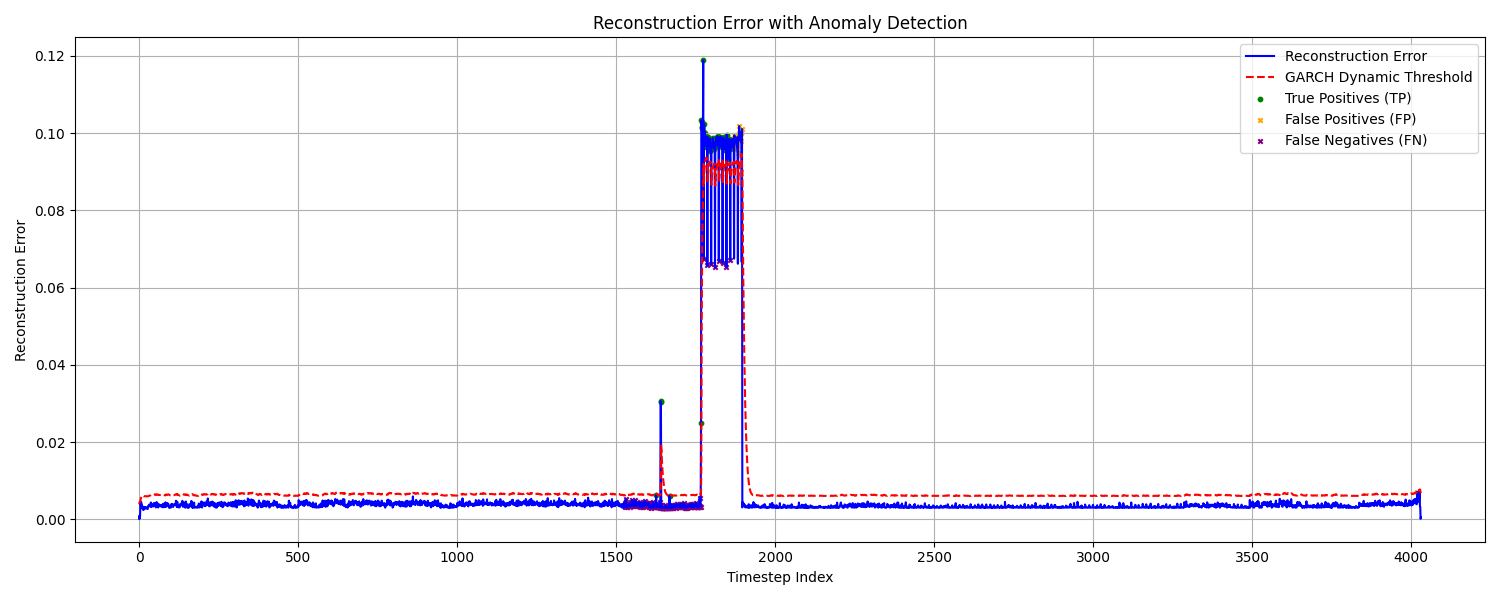 Reconstruction Error with Anomaly Detection
0.12
0.10
0.08
0.06
0.04
0.02
0.00
Reconstruction Error
Reconstruction Error
GARCH Dynamic Threshold
True Positives (TP)
False Positives (FP)
False Negatives (FN)
0 500 1000 1500 2000 2500 3000 3500 4000
Timestep Index